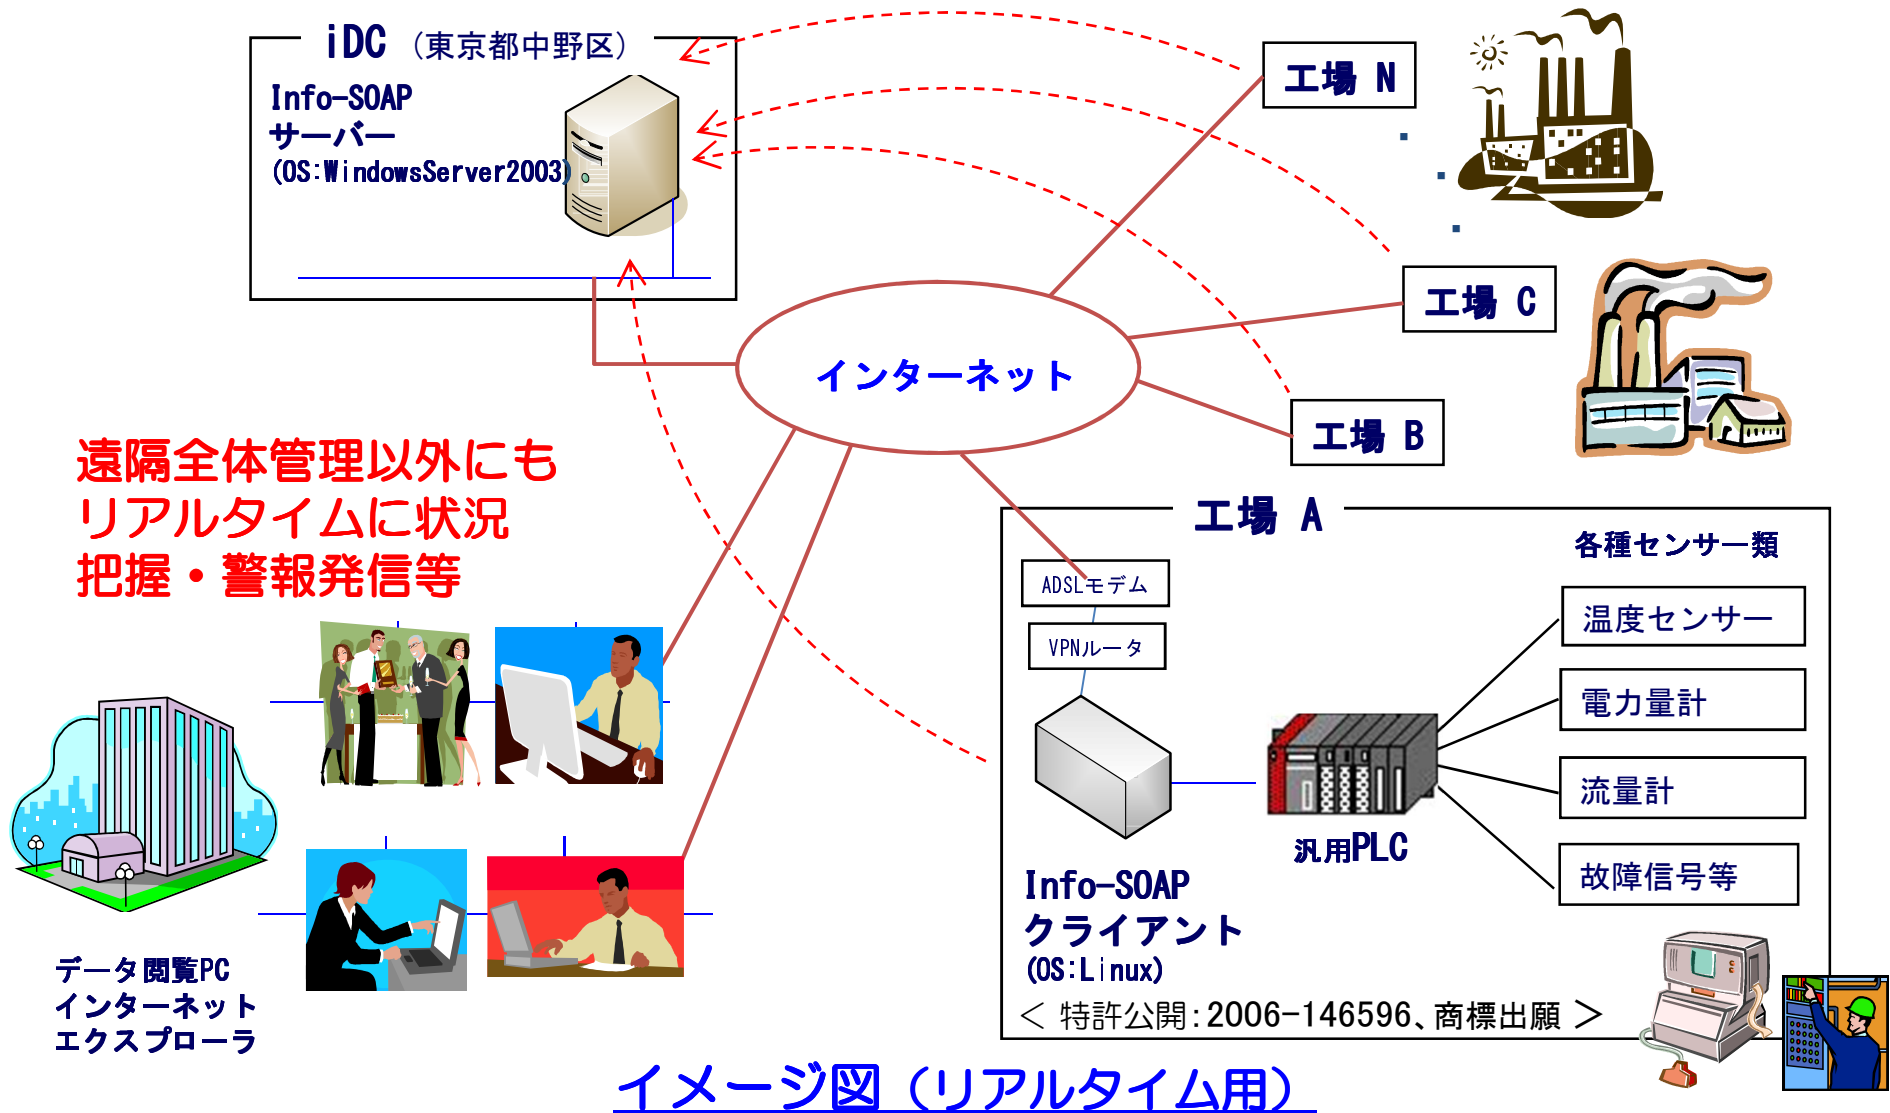 iDC（東京都中野区）
Info-SOAP
サーバー
(OS:WindowsServer2003)
工場 N
工場 C
工場 B
インターネット
遠隔全体管理以外にも
リアルタイムに状況
把握・警報発信等
工場 A
各種センサー類
ADSLモデム
VPNルータ
温度センサー
電力量計
流量計
故障信号等
汎用PLC
Info-SOAP
クライアント
(OS:Linux)
＜ 特許公開:2006-146596、商標出願 ＞
データ閲覧PC
インターネット
エクスプローラ
イメージ図（リアルタイム用）